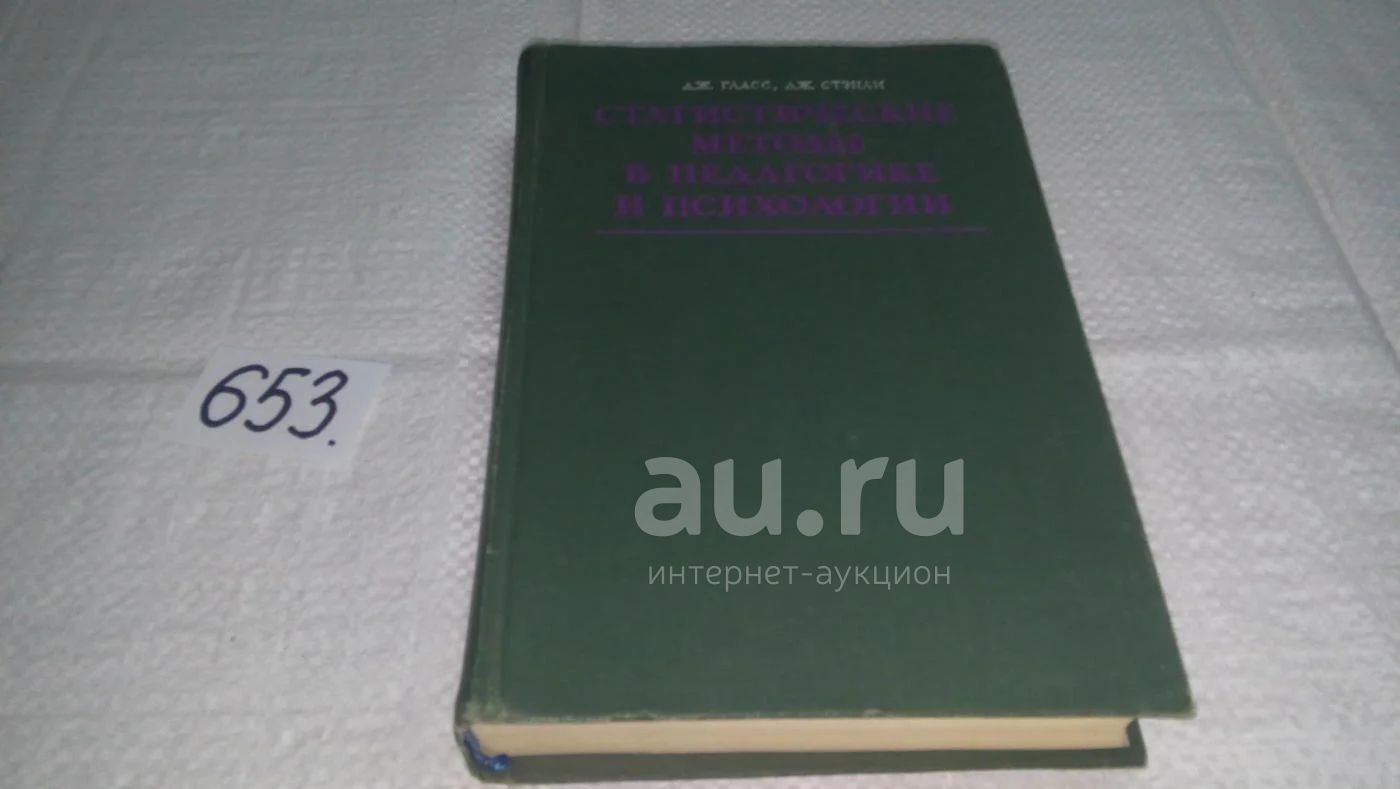 ДЖ. ГЛАСС, ДЖ. СТЭНЛИ
СТАТИСТИЧЕСКИЕ
МЕТОДЫ
В ПЕДАГОГИКЕ
И ПСИХОЛОГИИ
653.
au.ru
интернет-аукцион